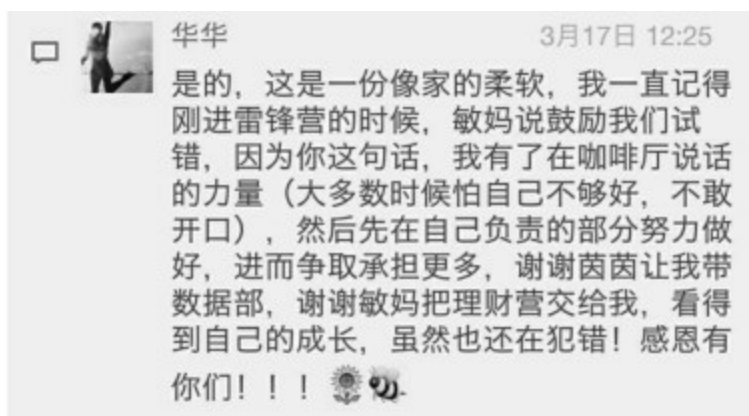 华华
3月17日 12:25
是的，这是一份像家的柔软，我一直记得
刚进雷锋营的时候，敏妈说鼓励我们试
错，因为你这句话，我有了在咖啡厅说话
的力量（大多数时候怕自己不够好，不敢
开口），然后先在自己负责的部分努力做
好，进而争取承担更多，谢谢茵茵让我带
数据部，谢谢敏妈把理财营交给我，看得
到自己的成长，虽然也还在犯错！感恩有
你们！！！🌻🐝